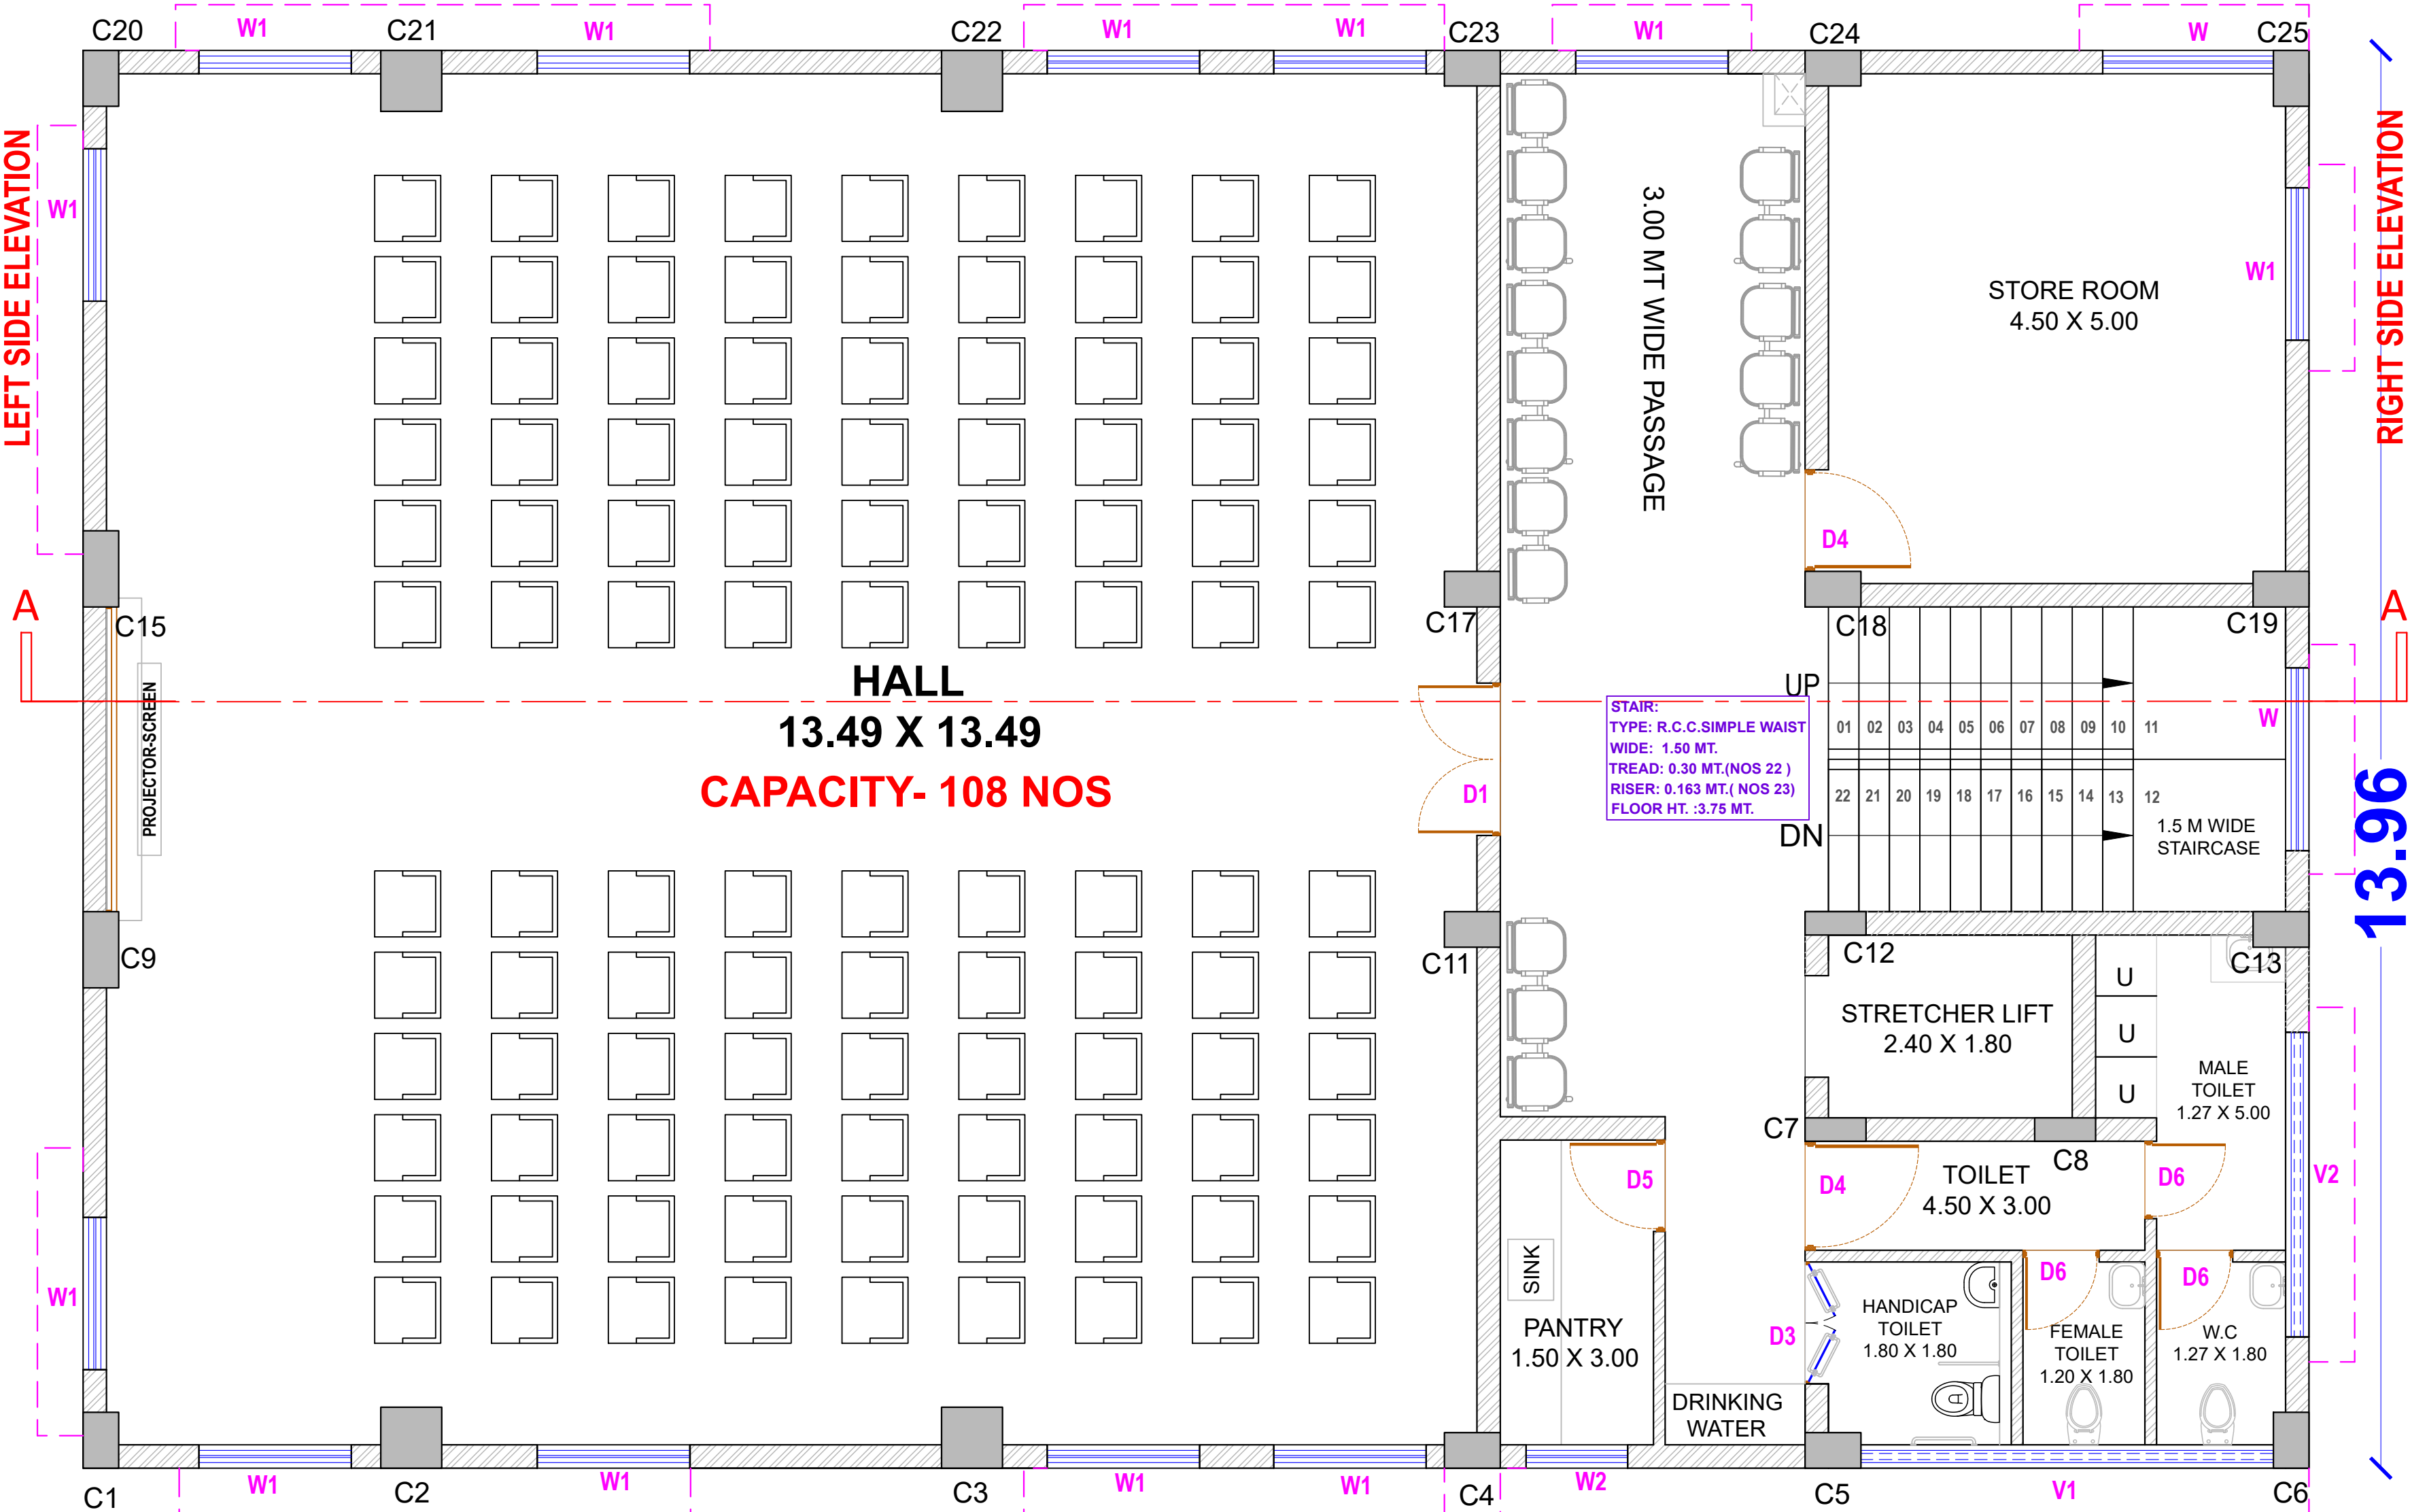 C20
W1
C21
W1
C22
W1
W1
C23
W1
C24
W
C25
LEFT SIDE ELEVATION
W1
3.00 MT WIDE PASSAGE
STORE ROOM
4.50 X 5.00
W1
RIGHT SIDE ELEVATION
D4
A
C15
C17
C18
C19
A
PROJECTOR-SCREEN
HALL
13.49 X 13.49
CAPACITY- 108 NOS
D1
STAIR:
TYPE: R.C.C.SIMPLE WAIST
WIDE: 1.50 MT.
TREAD: 0.30 MT.(NOS 22 )
RISER: 0.163 MT.( NOS 23)
FLOOR HT. :3.75 MT.
UP
01 02 03 04 05 06 07 08 09 10 11
22 21 20 19 18 17 16 15 14 13 12
DN
1.5 M WIDE
STAIRCASE
W
13.96
C9
C11
C12
C13
STRETCHER LIFT
2.40 X 1.80
U
U
U
MALE
TOILET
1.27 X 5.00
C7
C8
D5
D4
TOILET
4.50 X 3.00
D6
V2
SINK
PANTRY
1.50 X 3.00
D3
HANDICAP
TOILET
1.80 X 1.80
D6
FEMALE
TOILET
1.20 X 1.80
D6
W.C
1.27 X 1.80
DRINKING
WATER
W1
C1
W1
C2
W1
C3
W1
W1
C4
W2
C5
V1
C6